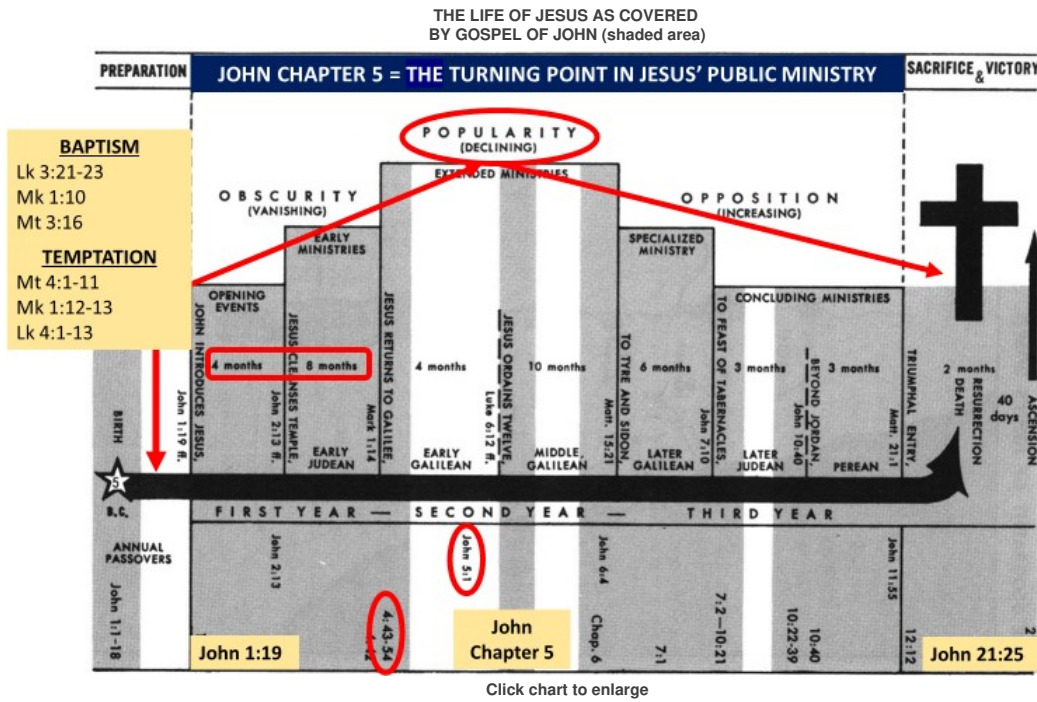 THE LIFE OF JESUS AS COVERED
BY GOSPEL OF JOHN (shaded area)
PREPARATION
JOHN CHAPTER 5 = THE TURNING POINT IN JESUS' PUBLIC MINISTRY
SACRIFICE & VICTORY
BAPTISM
Lk 3:21-23
Mk 1:10
Mt 3:16
TEMPTATION
Mt 4:1-11
Mk 1:12-13
Lk 4:1-13
OBSCURITY
(VANISHING)
POPULARITY
(DECLINING)
OPPOSITION
(INCREASING)
OPENING
EVENTS
EARLY
MINISTRIES
EXTENDED MINISTRIES
SPECIALIZED
MINISTRY
CONCLUDING MINISTRIES
4 months
8 months
4 months
10 months
6 months
3 months
3 months
2 months
BIRTH
John 1:19 ff.
JOHN INTRODUCES JESUS,
John 2:13 ff.
JESUS CLEANSES TEMPLE,
Mark 1:14
JESUS RETURNS TO GALILEE,
Luke 6:12 ff.
JESUS ORDAINS TWELVE,
Matt. 15:21
TO TYRE AND SIDON,
John 7:10
TO FEAST OF TABERNACLES,
John 10:40
BEYOND JORDAN,
Matt. 21:1
TRIUMPHAL ENTRY,
DEATH
RESURRECTION
40
days
ASCENSION
EARLY
JUDEAN
EARLY
GALILEAN
MIDDLE
GALILEAN
LATER
GALILEAN
LATER
JUDEAN
PEREAN
5
B.C.
FIRST YEAR — SECOND YEAR — THIRD YEAR
ANNUAL
PASSOVERS
John 2:13
John 5:1
John 6:4
John 11:55
John 1:1-18
John 1:19
4:43-54
John
Chapter 5
Chap. 6
7:1
7:2—10:21
10:22-39
10:40
12:12
John 21:25
Click chart to enlarge